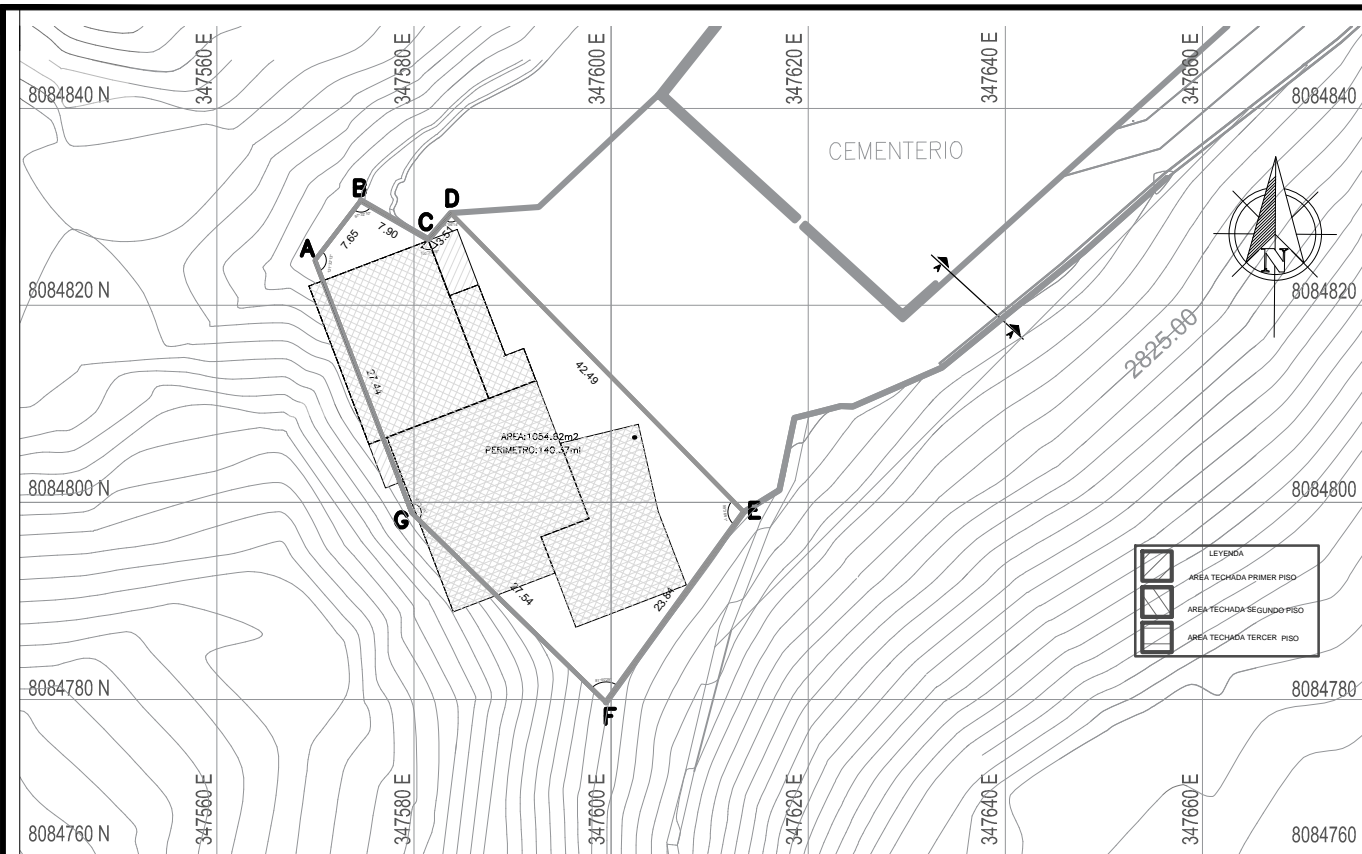 347560 E
347580 E
347600 E
347620 E
347640 E
347660 E
8084840 N
8084840
CEMENTERIO
B
D
C
A
7.65
7.90
3.51
N
8084820 N
8084820
2825.00
27.44
42.49
AREA:1054.82m2
PERIMETRO:140.37ml
8084800 N
8084800
G
E
A
A
LEYENDA
AREA TECHADA PRIMER PISO
AREA TECHADA SEGUNDO PISO
AREA TECHADA TERCER PISO
27.54
23.84
8084780 N
8084780
F
347560 E
347580 E
347600 E
347620 E
347640 E
347660 E
8084760 N
8084760